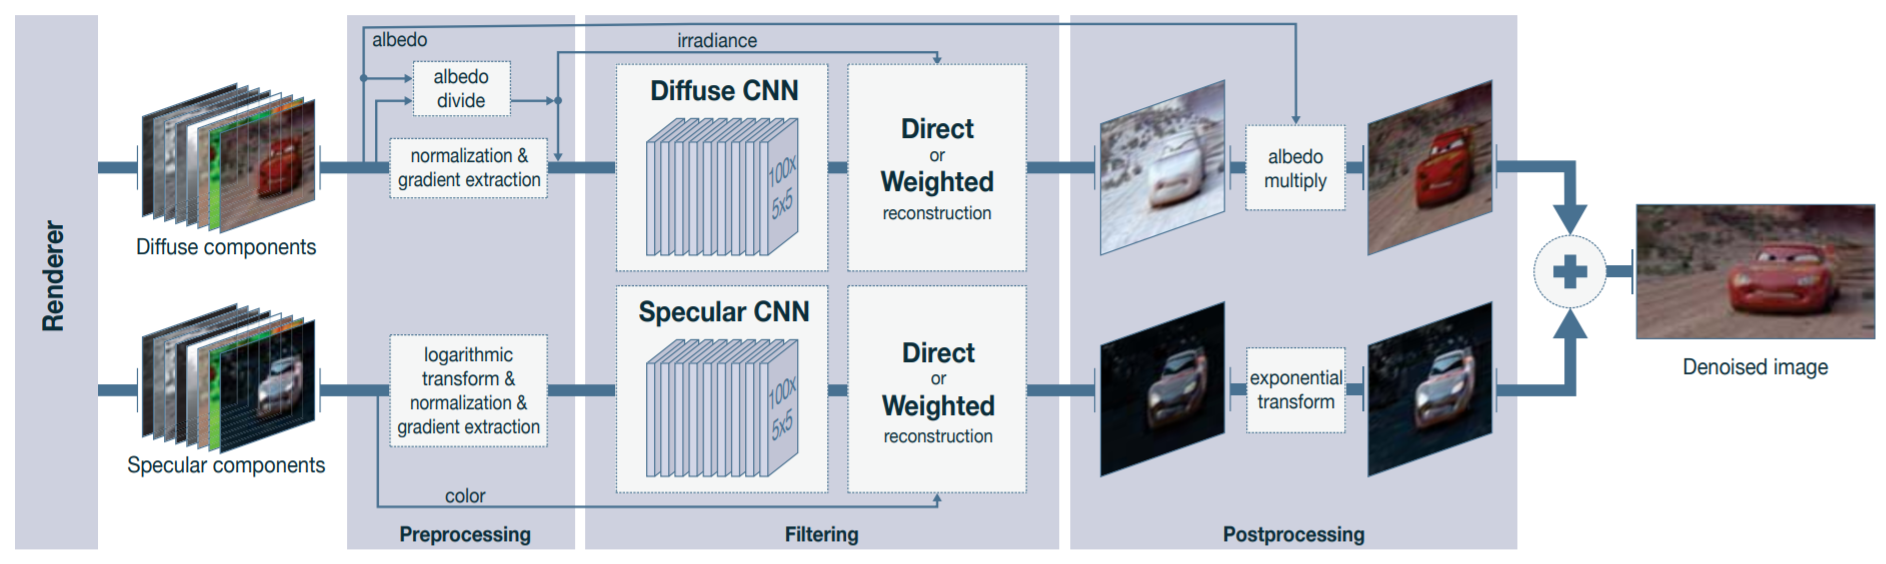 Renderer
Diffuse components
Specular components
albedo
albedo
divide
normalization &
gradient extraction
logarithmic
transform &
normalization &
gradient extraction
color
Preprocessing
irradiance
Diffuse CNN
100x
5x5
Direct
or
Weighted
reconstruction
Specular CNN
100x
5x5
Direct
or
Weighted
reconstruction
Filtering
albedo
multiply
exponential
transform
Postprocessing
Denoised image